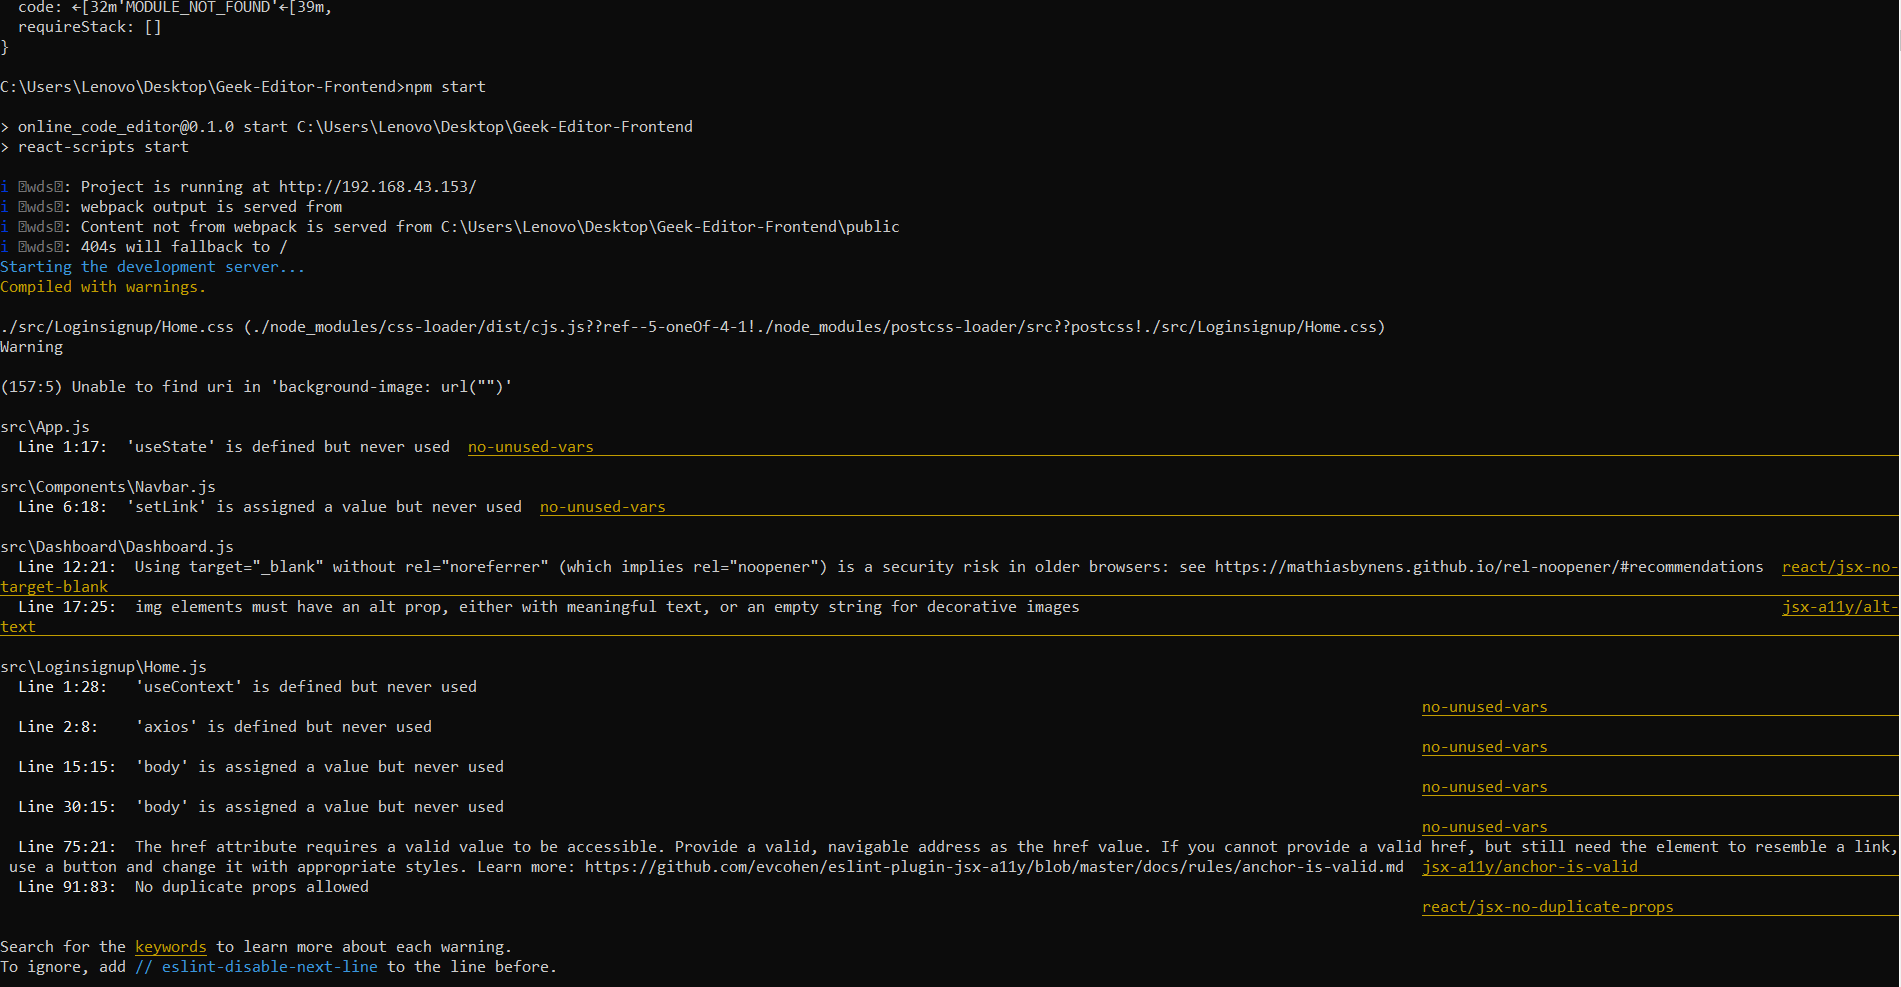 code: ←[32m'MODULE_NOT_FOUND'←[39m,
requireStack: []
}
C:\Users\Lenovo\Desktop\Geek-Editor-Frontend>npm start
> online_code_editor@0.1.0 start C:\Users\Lenovo\Desktop\Geek-Editor-Frontend
> react-scripts start
i ⍰wds⍰: Project is running at http://192.168.43.153/
i ⍰wds⍰: webpack output is served from
i ⍰wds⍰: Content not from webpack is served from C:\Users\Lenovo\Desktop\Geek-Editor-Frontend\public
i ⍰wds⍰: 404s will fallback to /
Starting the development server...
Compiled with warnings.
./src/Loginsignup/Home.css (./node_modules/css-loader/dist/cjs.js??ref--5-oneOf-4-1!./node_modules/postcss-loader/src??postcss!./src/Loginsignup/Home.css)
Warning
(157:5) Unable to find uri in 'background-image: url("")'
src\App.js
Line 1:17:  'useState' is defined but never used  no-unused-vars
src\Components\Navbar.js
Line 6:18:  'setLink' is assigned a value but never used  no-unused-vars
src\Dashboard\Dashboard.js
Line 12:21:  Using target="_blank" without rel="noreferrer" (which implies rel="noopener") is a security risk in older browsers: see https://mathiasbynens.github.io/rel-noopener/#recommendations  react/jsx-no-
target-blank
Line 17:25:  img elements must have an alt prop, either with meaningful text, or an empty string for decorative images  jsx-a11y/alt-
text
src\Loginsignup\Home.js
Line 1:28:   'useContext' is defined but never used
no-unused-vars
Line 2:8:    'axios' is defined but never used
no-unused-vars
Line 15:15:  'body' is assigned a value but never used
no-unused-vars
Line 30:15:  'body' is assigned a value but never used
no-unused-vars
Line 75:21:  The href attribute requires a valid value to be accessible. Provide a valid, navigable address as the href value. If you cannot provide a valid href, but still need the element to resemble a link,
use a button and change it with appropriate styles. Learn more: https://github.com/evcohen/eslint-plugin-jsx-a11y/blob/master/docs/rules/anchor-is-valid.md  jsx-a11y/anchor-is-valid
Line 91:83:  No duplicate props allowed
react/jsx-no-duplicate-props
Search for the keywords to learn more about each warning.
To ignore, add // eslint-disable-next-line to the line before.